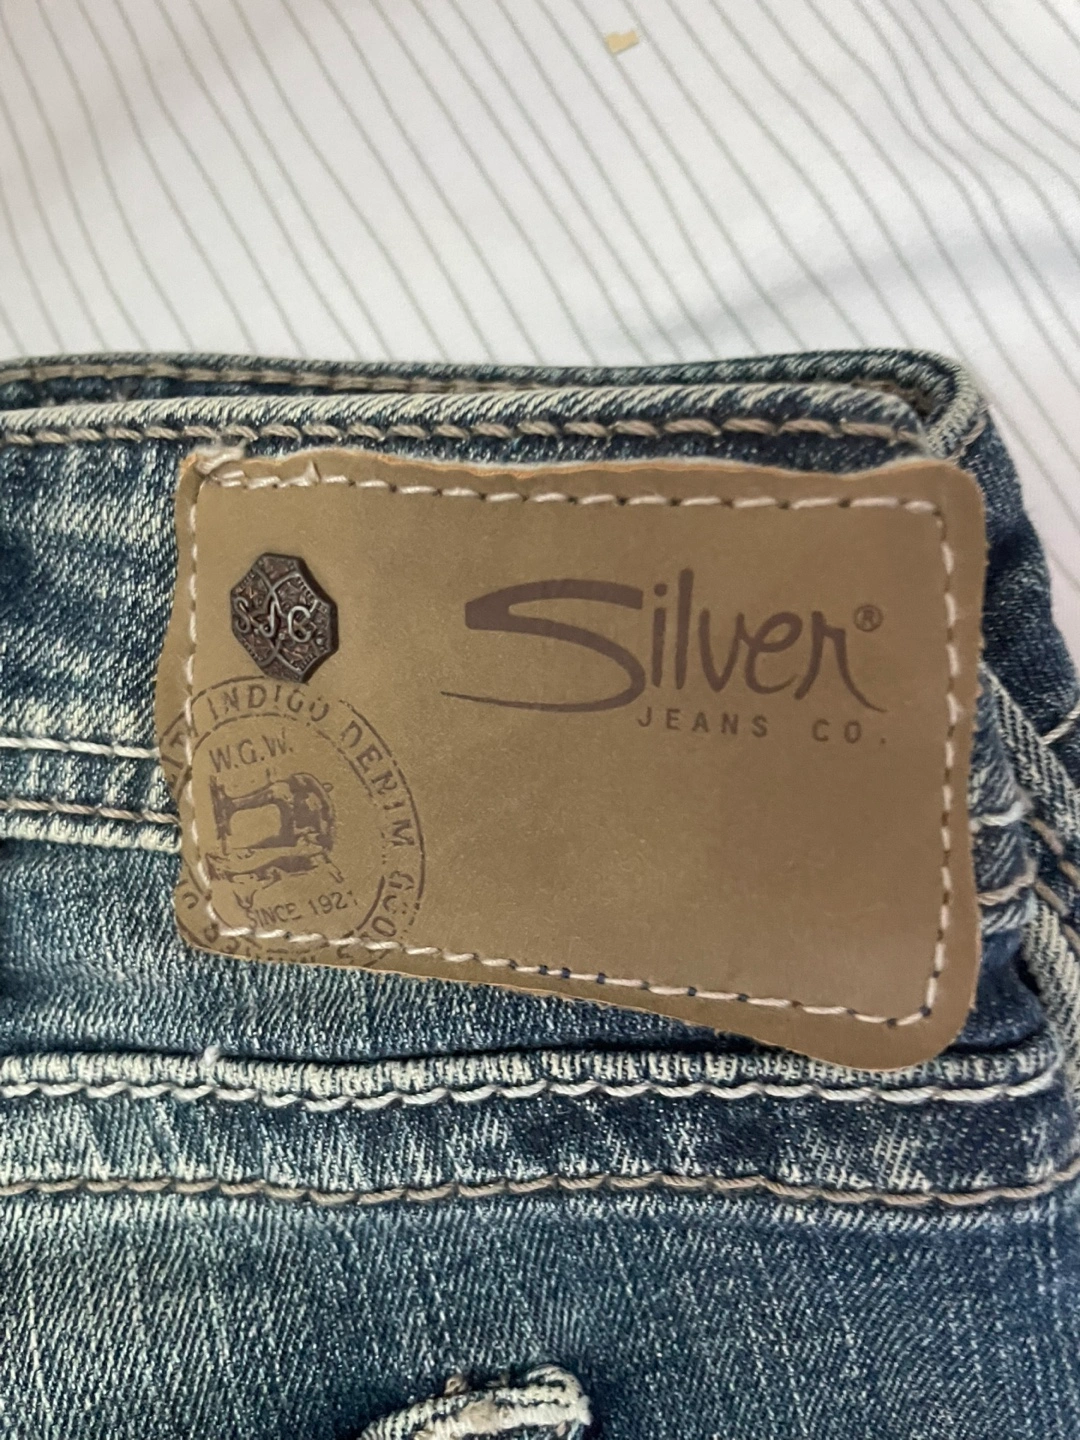 Silver®
JEANS CO.
S.J.C.
INDIGO DENIM
W.G.W.
SINCE 1921